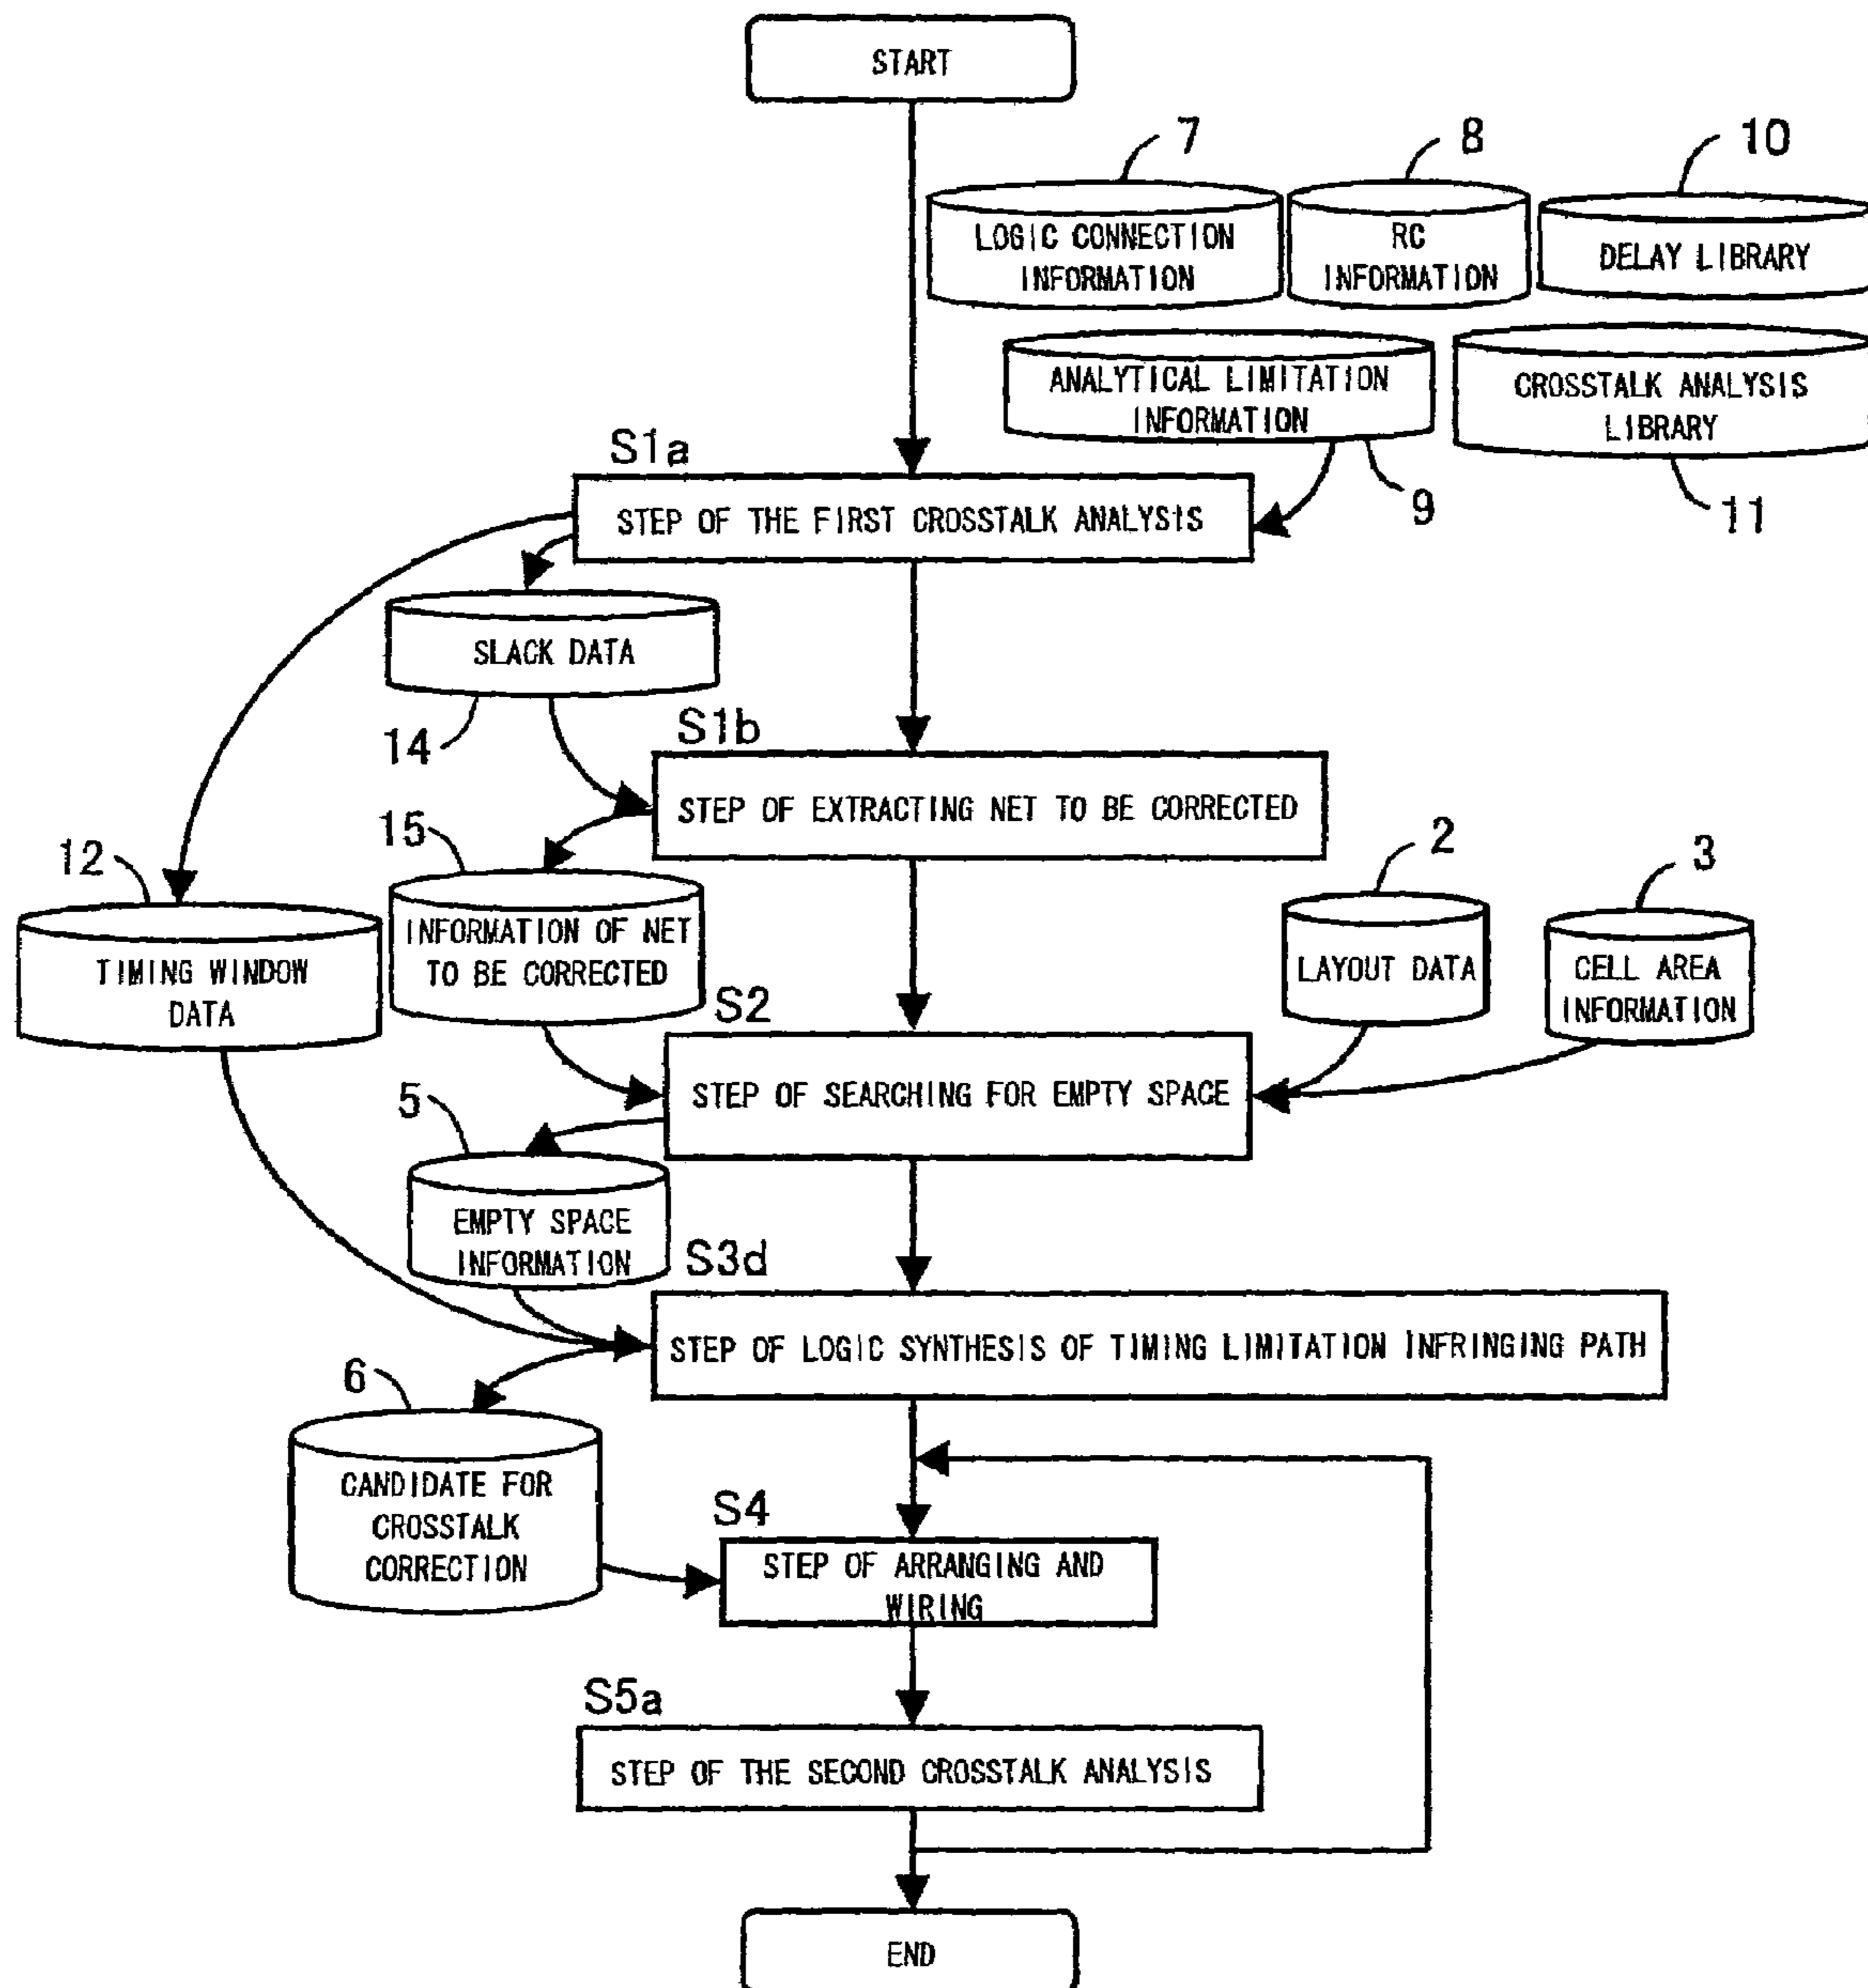 START
7
8
10
LOGIC CONNECTION
INFORMATION
RC
INFORMATION
DELAY LIBRARY
ANALYTICAL LIMITATION
INFORMATION
CROSSTALK ANALYSIS
LIBRARY
9
11
S1a
STEP OF THE FIRST CROSSTALK ANALYSIS
SLACK DATA
14
S1b
STEP OF EXTRACTING NET TO BE CORRECTED
12
15
2
3
TIMING WINDOW
DATA
INFORMATION OF NET
TO BE CORRECTED
LAYOUT DATA
CELL AREA
INFORMATION
S2
STEP OF SEARCHING FOR EMPTY SPACE
5
EMPTY SPACE
INFORMATION
S3d
STEP OF LOGIC SYNTHESIS OF TIMING LIMITATION INFRINGING PATH
6
CANDIDATE FOR
CROSSTALK
CORRECTION
S4
STEP OF ARRANGING AND
WIRING
S5a
STEP OF THE SECOND CROSSTALK ANALYSIS
END